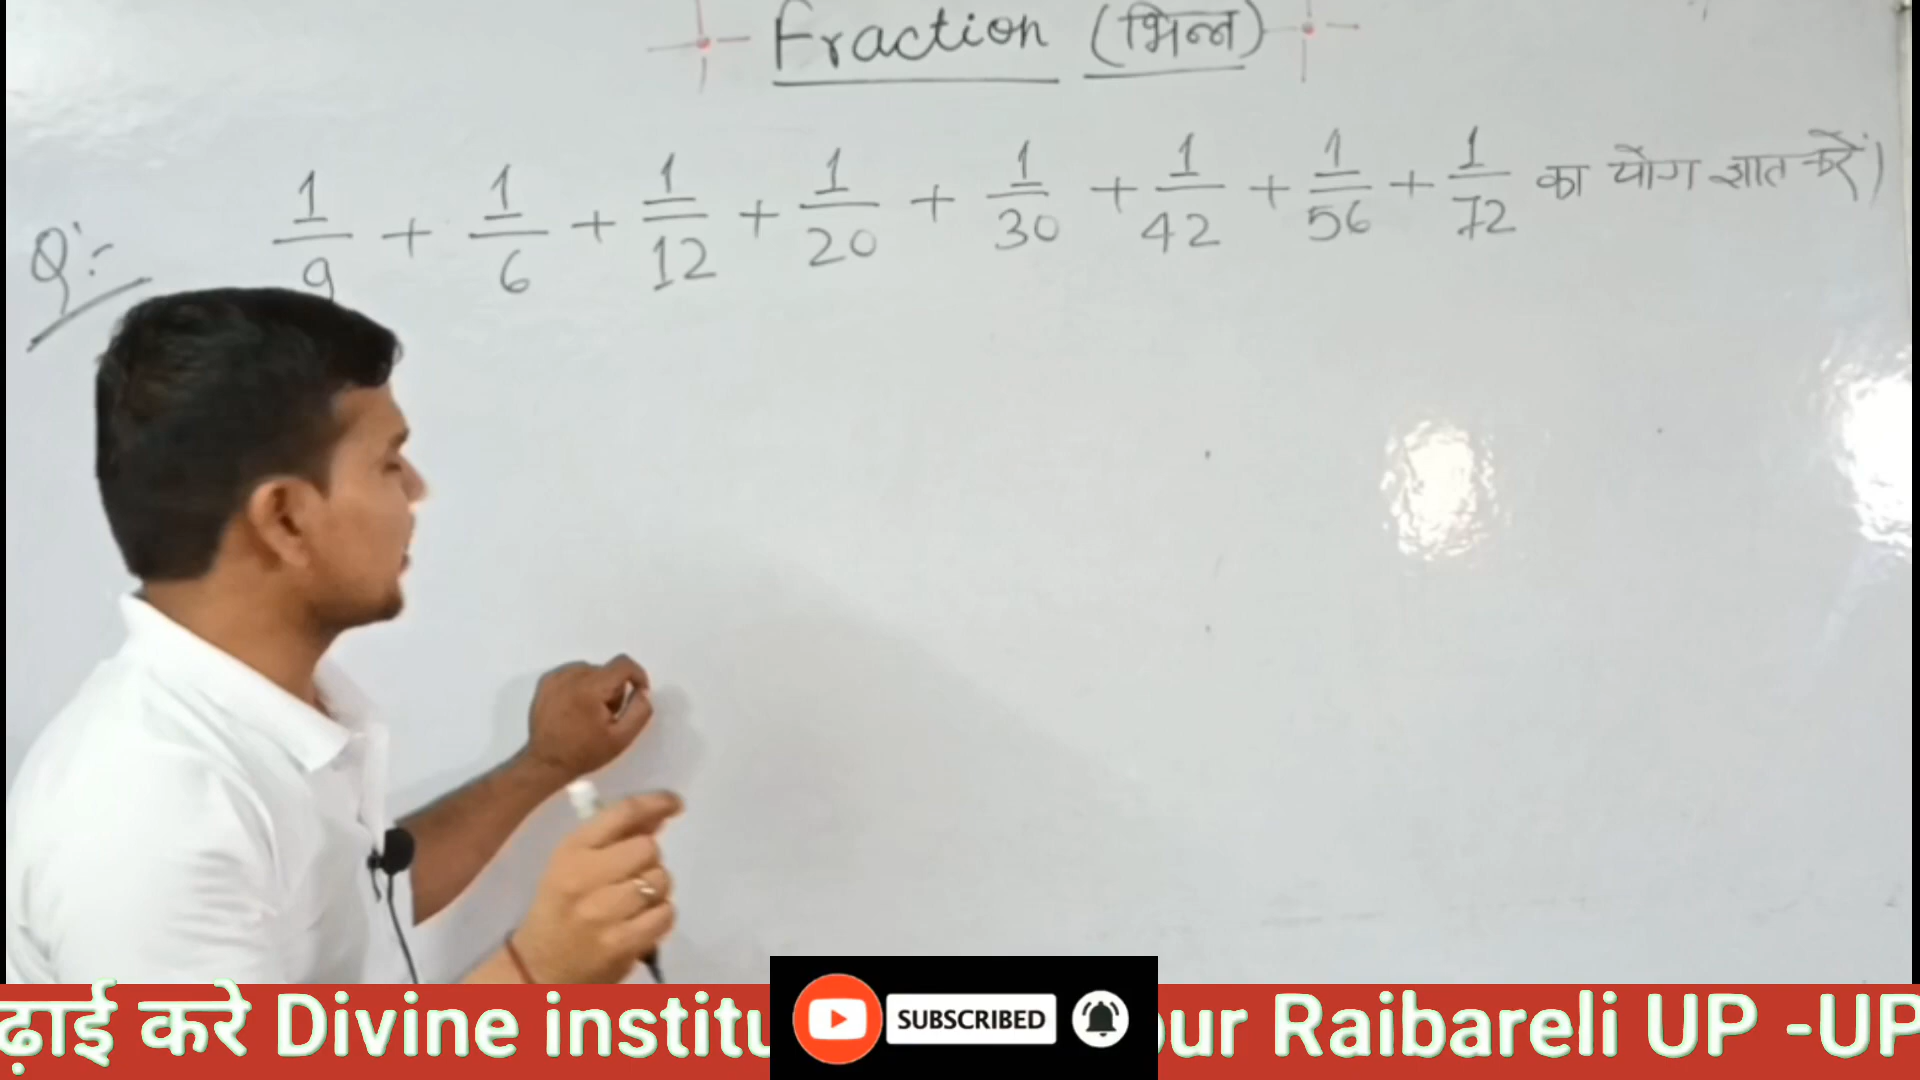 Fraction (भिन्न)
Q:- 1/9 + 1/6 + 1/12 + 1/20 + 1/30 + 1/42 + 1/56 + 1/72 का योग ज्ञात करें।
ढ़ाई करे Divine institu
SUBSCRIBED
ur Raibareli UP -UP